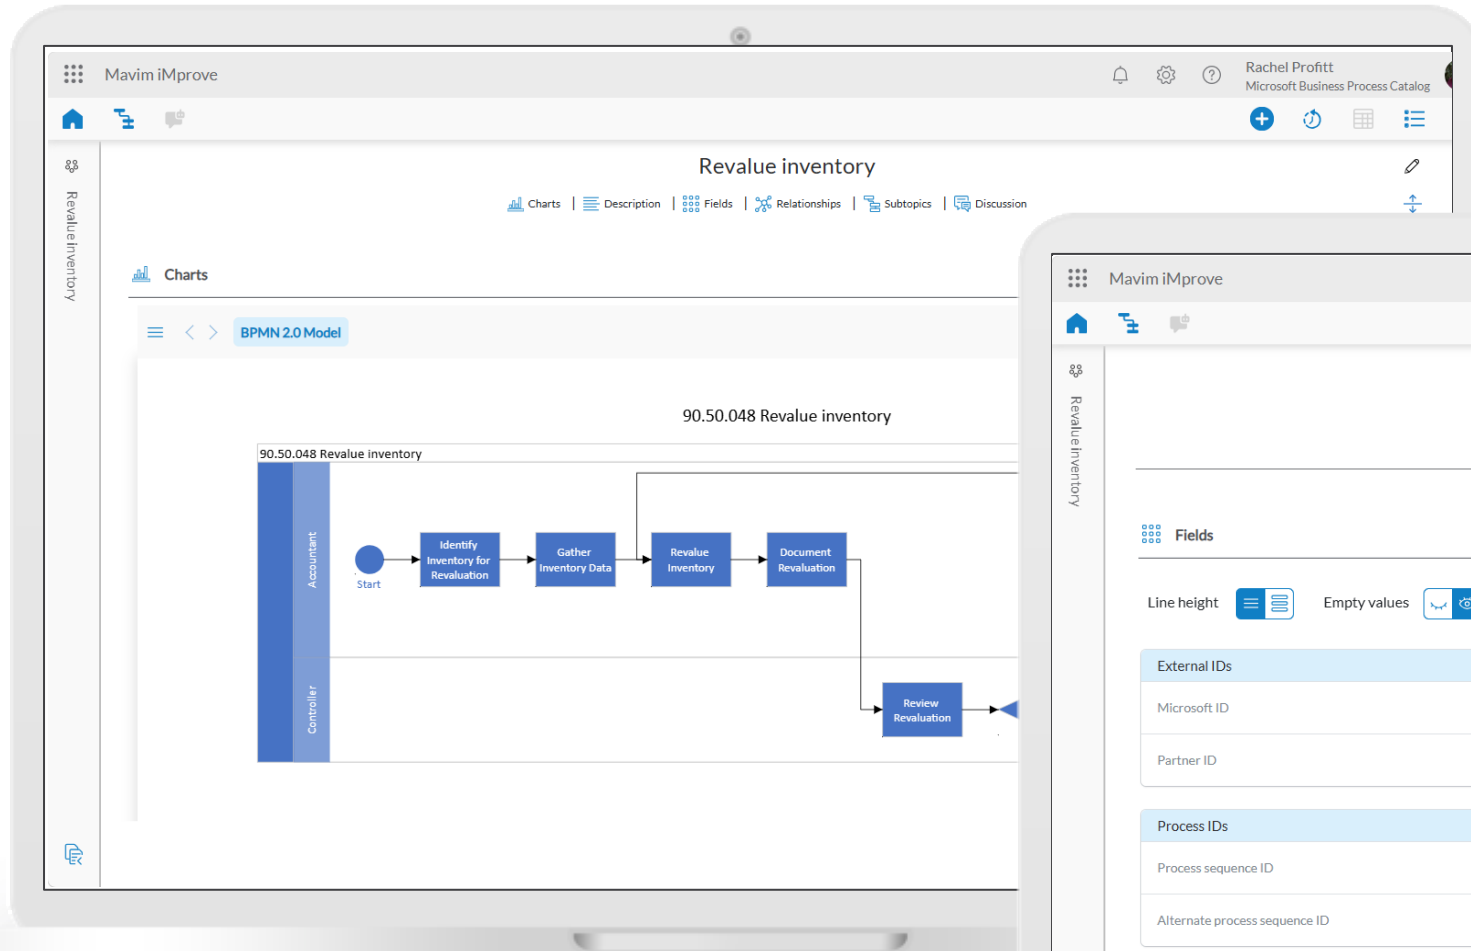 Mavim iMprove
Rachel Profitt
Microsoft Business Process Catalog
Revalue inventory
Revalue inventory
Charts
Description
Fields
Relationships
Subtopics
Discussion
Charts
BPMN 2.0 Model
90.50.048 Revalue inventory
90.50.048 Revalue inventory
Accountant
Start
Identify
Inventory for
Revaluation
Gather
Inventory Data
Revalue
Inventory
Document
Revaluation
Controller
Review
Revaluation
Mavim iMprove
Revalue inventory
Fields
Line height
Empty values
External IDs
Microsoft ID
Partner ID
Process IDs
Process sequence ID
Alternate process sequence ID